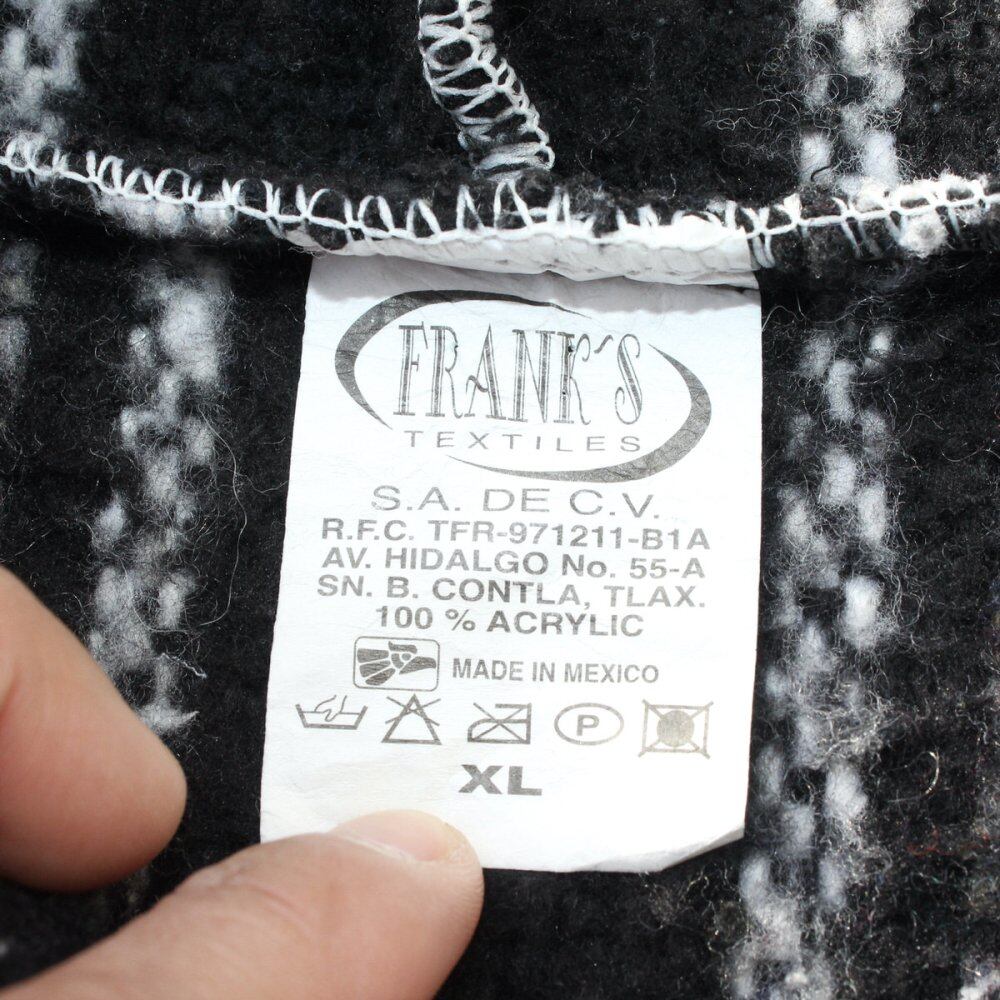 FRANK´S
TEXTILES
S.A. DE C.V.
R.F.C. TFR-971211-B1A
AV. HIDALGO No. 55-A
SN. B. CONTLA, TLAX.
100 % ACRYLIC
MADE IN MEXICO
P
XL